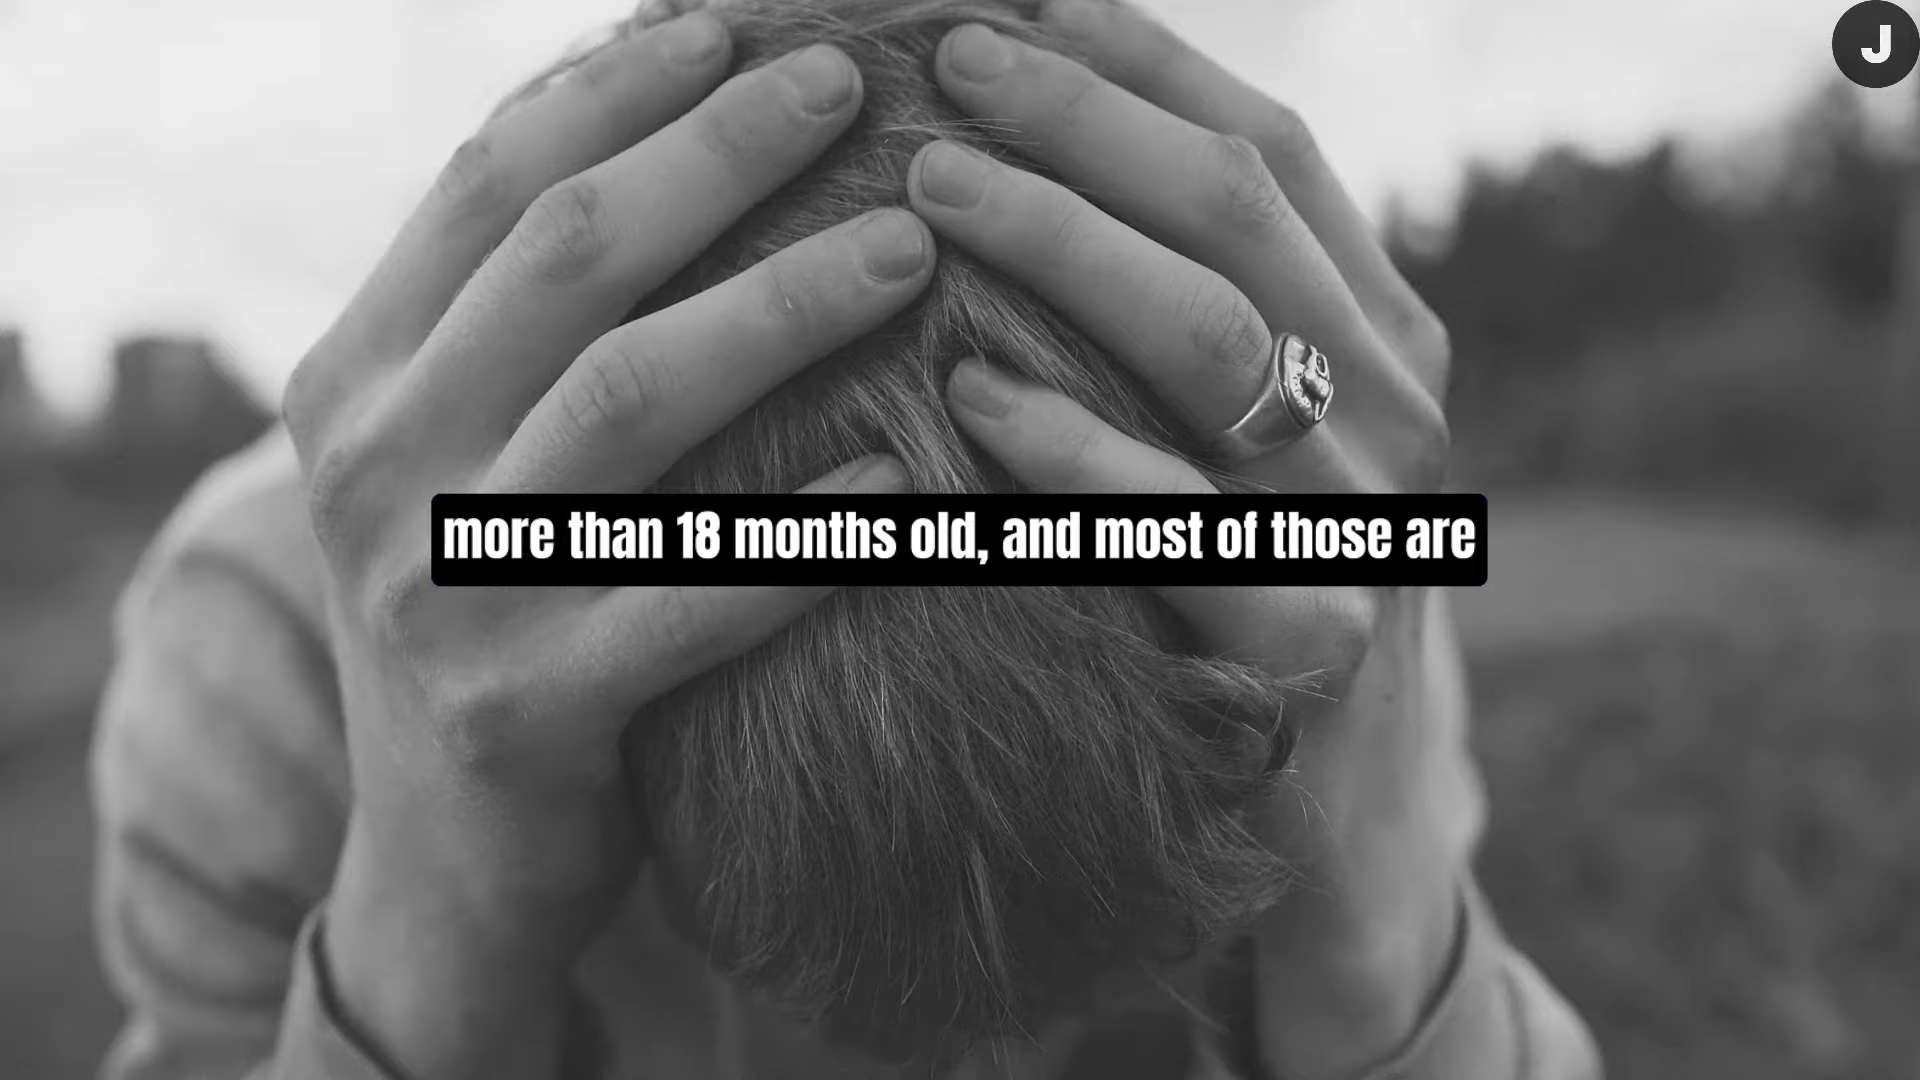 J
more than 18 months old, and most of those are